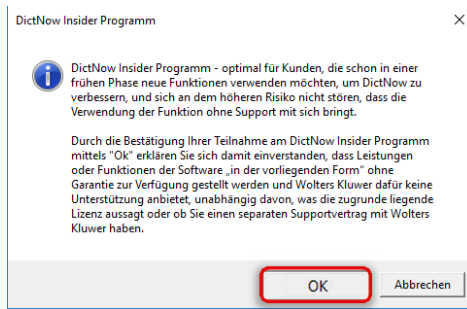 DictNow Insider Programm
DictNow Insider Programm - optimal für Kunden, die schon in einer
frühen Phase neue Funktionen verwenden möchten, um DictNow zu
verbessern, und sich an dem höheren Risiko nicht stören, dass die
Verwendung der Funktion ohne Support mit sich bringt.
Durch die Bestätigung Ihrer Teilnahme am DictNow Insider Programm
mittels "Ok" erklären Sie sich damit einverstanden, dass Leistungen
oder Funktionen der Software „in der vorliegenden Form" ohne
Garantie zur Verfügung gestellt werden und Wolters Kluwer dafür keine
Unterstützung anbietet, unabhängig davon, was die zugrunde liegende
Lizenz aussagt oder ob Sie einen separaten Supportvertrag mit Wolters
Kluwer haben.
OK
Abbrechen